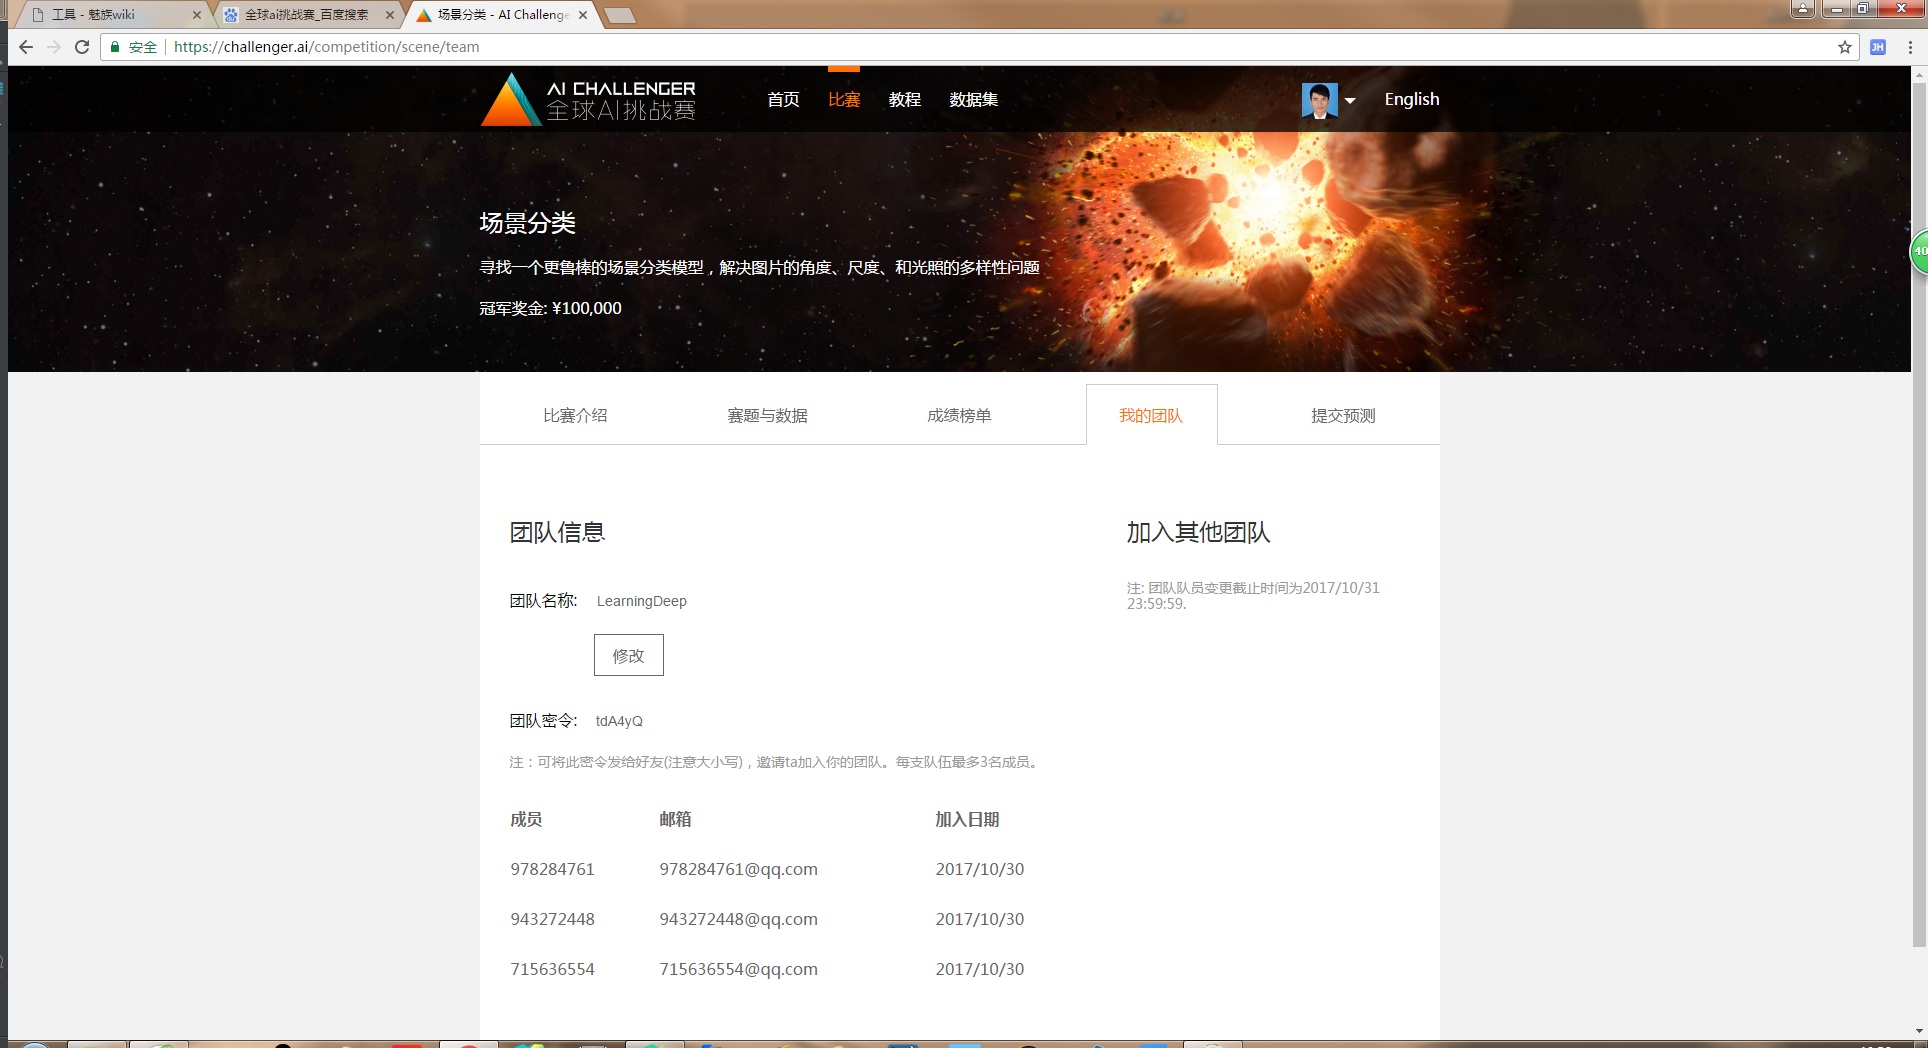 工具 - 魅族wiki
全球ai挑战赛_百度搜索
场景分类 - AI Challenge
安全 https://challenger.ai/competition/scene/team
JH
AI CHALLENGER
全球AI挑战赛
首页 比赛 教程 数据集
English
40
场景分类
寻找一个更鲁棒的场景分类模型，解决图片的角度、尺度、和光照的多样性问题
冠军奖金: ¥100,000
比赛介绍 赛题与数据 成绩榜单 我的团队 提交预测
团队信息
加入其他团队
注: 团队队员变更截止时间为2017/10/31
23:59:59.
团队名称: LearningDeep
修改
团队密令: tdA4yQ
注：可将此密令发给好友(注意大小写)，邀请ta加入你的团队。每支队伍最多3名成员。
成员 邮箱 加入日期
978284761 978284761@qq.com 2017/10/30
943272448 943272448@qq.com 2017/10/30
715636554 715636554@qq.com 2017/10/30